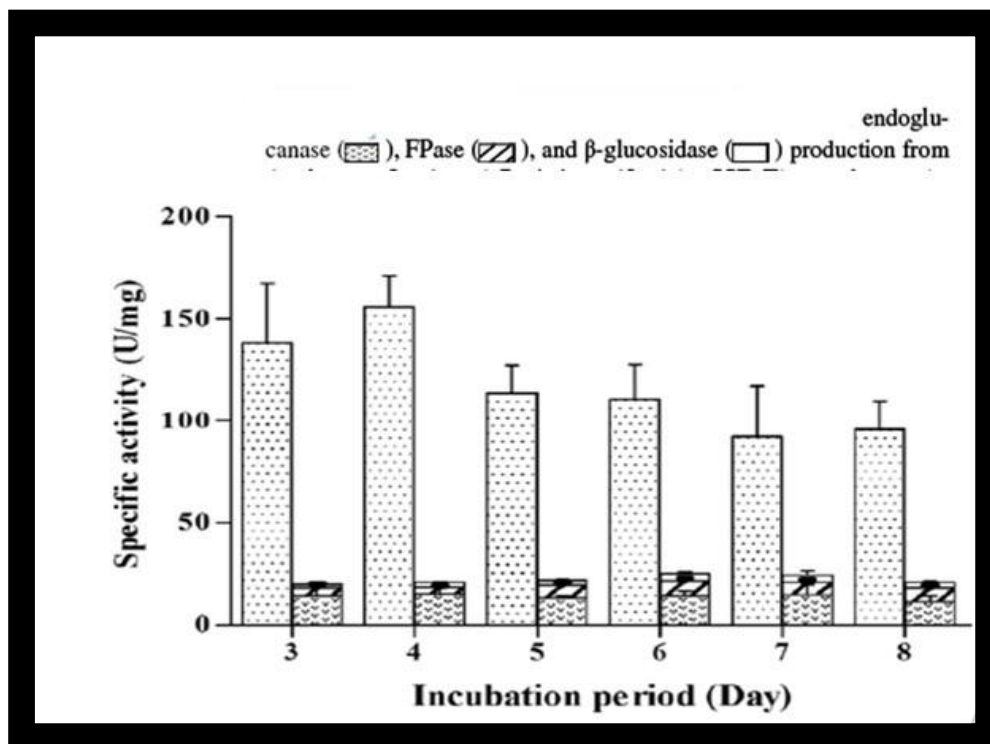 endoglu-
canase ( ), FPase ( ), and β-glucosidase ( ) production from
200
150
100
50
0
Specific activity (U/mg)
3 4 5 6 7 8
Incubation period (Day)